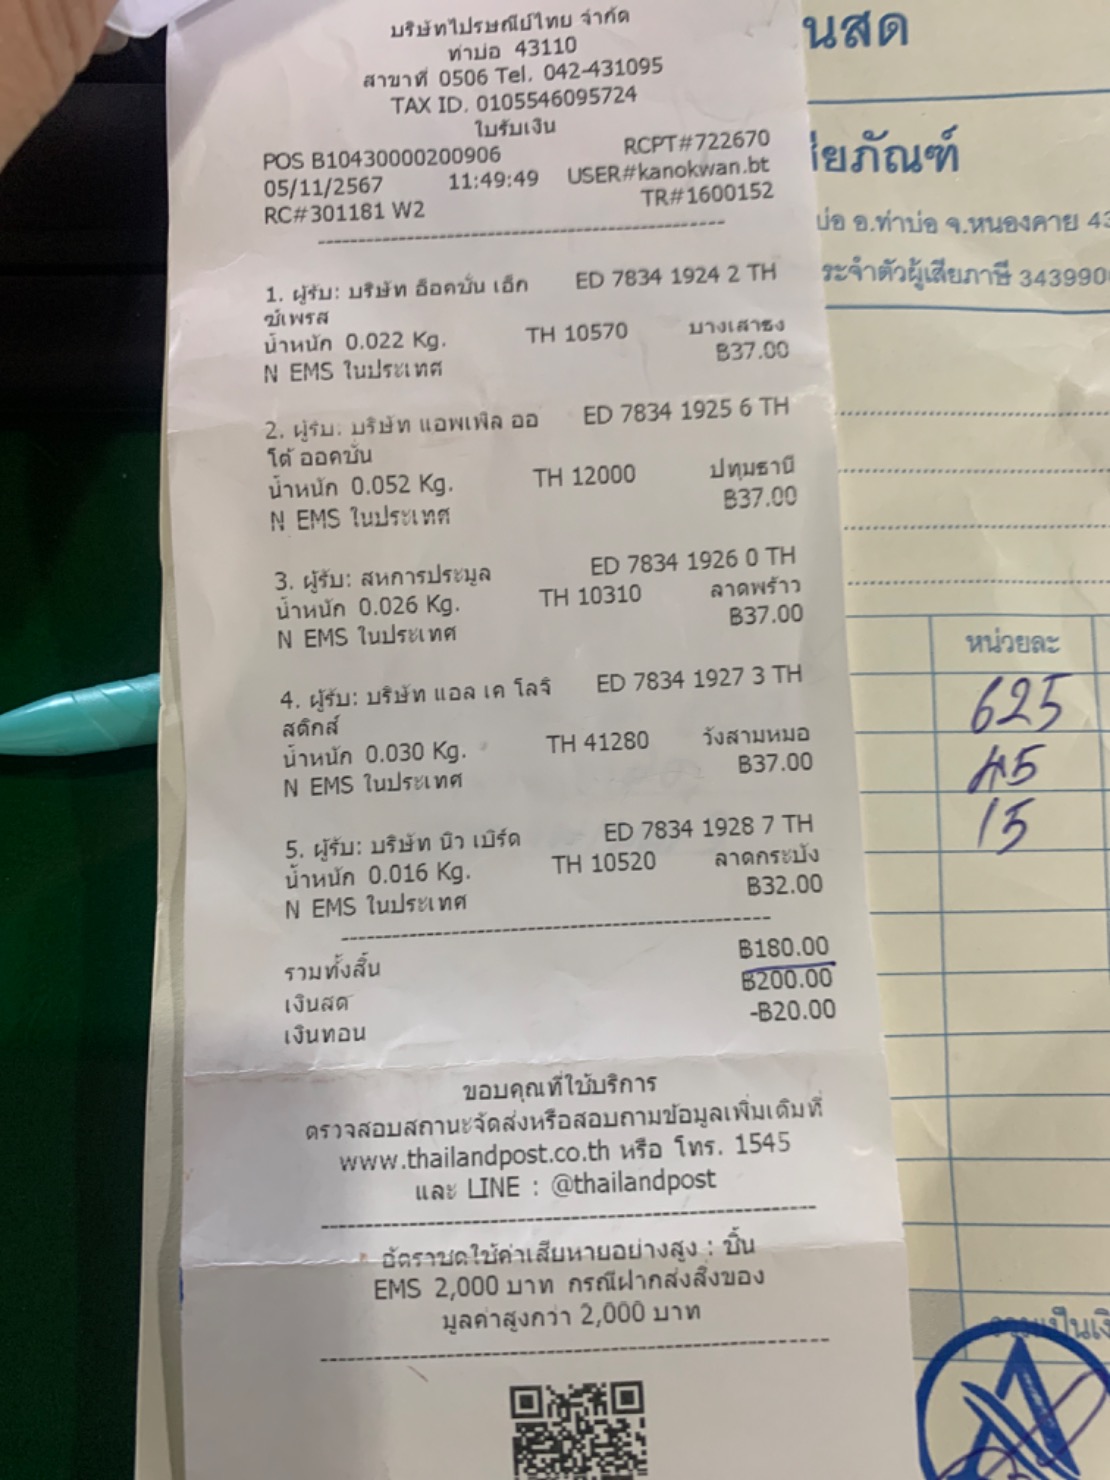 บริษัทไปรษณีย์ไทย จำกัด
ท่าบ่อ 43110
สาขาที่ 0506 Tel. 042-431095
TAX ID. 0105546095724
ใบรับเงิน
POS B10430000200906 RCPT#722670
05/11/2567 11:49:49 USER#kanokwan.bt
RC#301181 W2 TR#1600152
1. ผู้รับ: บริษัท อ็อคชั่น เอ็ก ED 7834 1924 2 TH
ซ์เพรส
น้ำหนัก 0.022 Kg. TH 10570 บางเสาธง
N EMS ในประเทศ ฿37.00
2. ผู้รับ: บริษัท แอพเพิล ออ ED 7834 1925 6 TH
โต้ ออคชั่น
น้ำหนัก 0.052 Kg. TH 12000 ปทุมธานี
N EMS ในประเทศ ฿37.00
3. ผู้รับ: สหการประมูล ED 7834 1926 0 TH
น้ำหนัก 0.026 Kg. TH 10310 ลาดพร้าว
N EMS ในประเทศ ฿37.00
4. ผู้รับ: บริษัท แอล เค โลจิ ED 7834 1927 3 TH
สติกส์
น้ำหนัก 0.030 Kg. TH 41280 วังสามหมอ
N EMS ในประเทศ ฿37.00
5. ผู้รับ: บริษัท นิว เบิร์ด ED 7834 1928 7 TH
น้ำหนัก 0.016 Kg. TH 10520 ลาดกระบัง
N EMS ในประเทศ ฿32.00
รวมทั้งสิ้น ฿180.00
เงินสด ฿200.00
เงินทอน -฿20.00
ขอบคุณที่ใช้บริการ
ตรวจสอบสถานะจัดส่งหรือสอบถามข้อมูลเพิ่มเติมที่
www.thailandpost.co.th หรือ โทร. 1545
และ LINE : @thailandpost
อัตราชดใช้ค่าเสียหายอย่างสูง : ชิ้น
EMS 2,000 บาท กรณีฝากส่งสิ่งของ
มูลค่าสูงกว่า 2,000 บาท
นสด
ยภัณฑ์
บ่อ อ.ท่าบ่อ จ.หนองคาย 43
ระจำตัวผู้เสียภาษี 343990
หน่วยละ
625
45
15